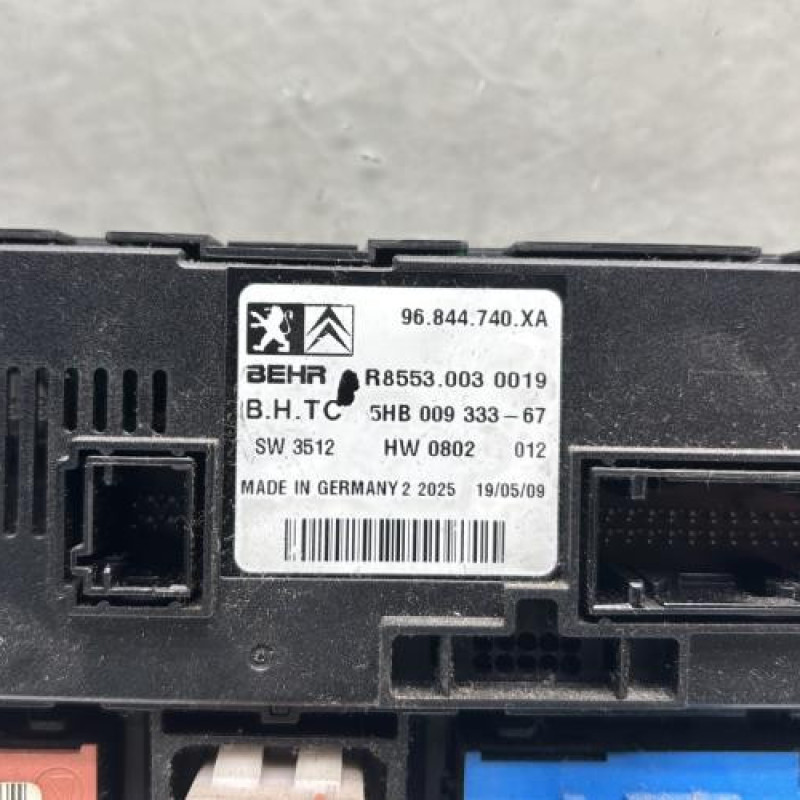 96.844.740.XA
BEHR R8553.003 0019
B.H.TC 5HB 009 333-67
SW 3512 HW 0802 012
MADE IN GERMANY 2 2025 19/05/09